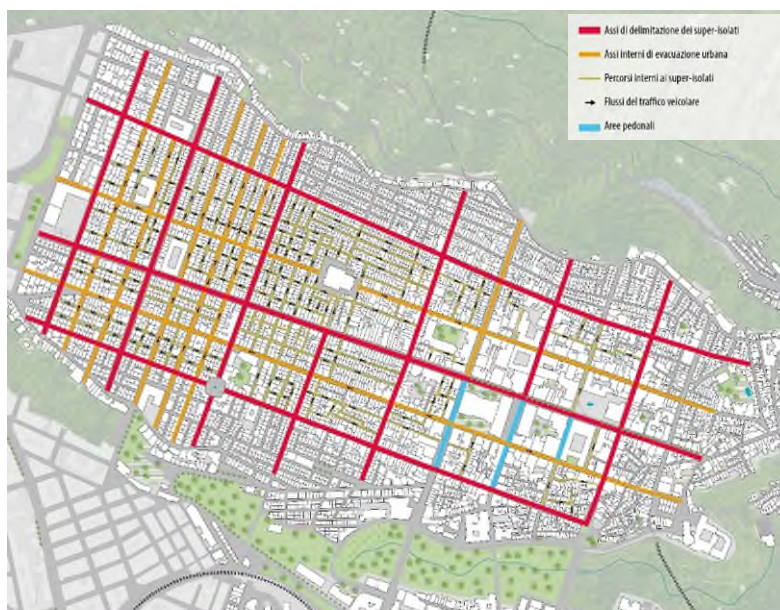 Assi di delimitazione dei super-isolati
Assi interni di evacuazione urbana
Percorsi interni ai super-isolati
Flussi del traffico veicolare
Aree pedonali